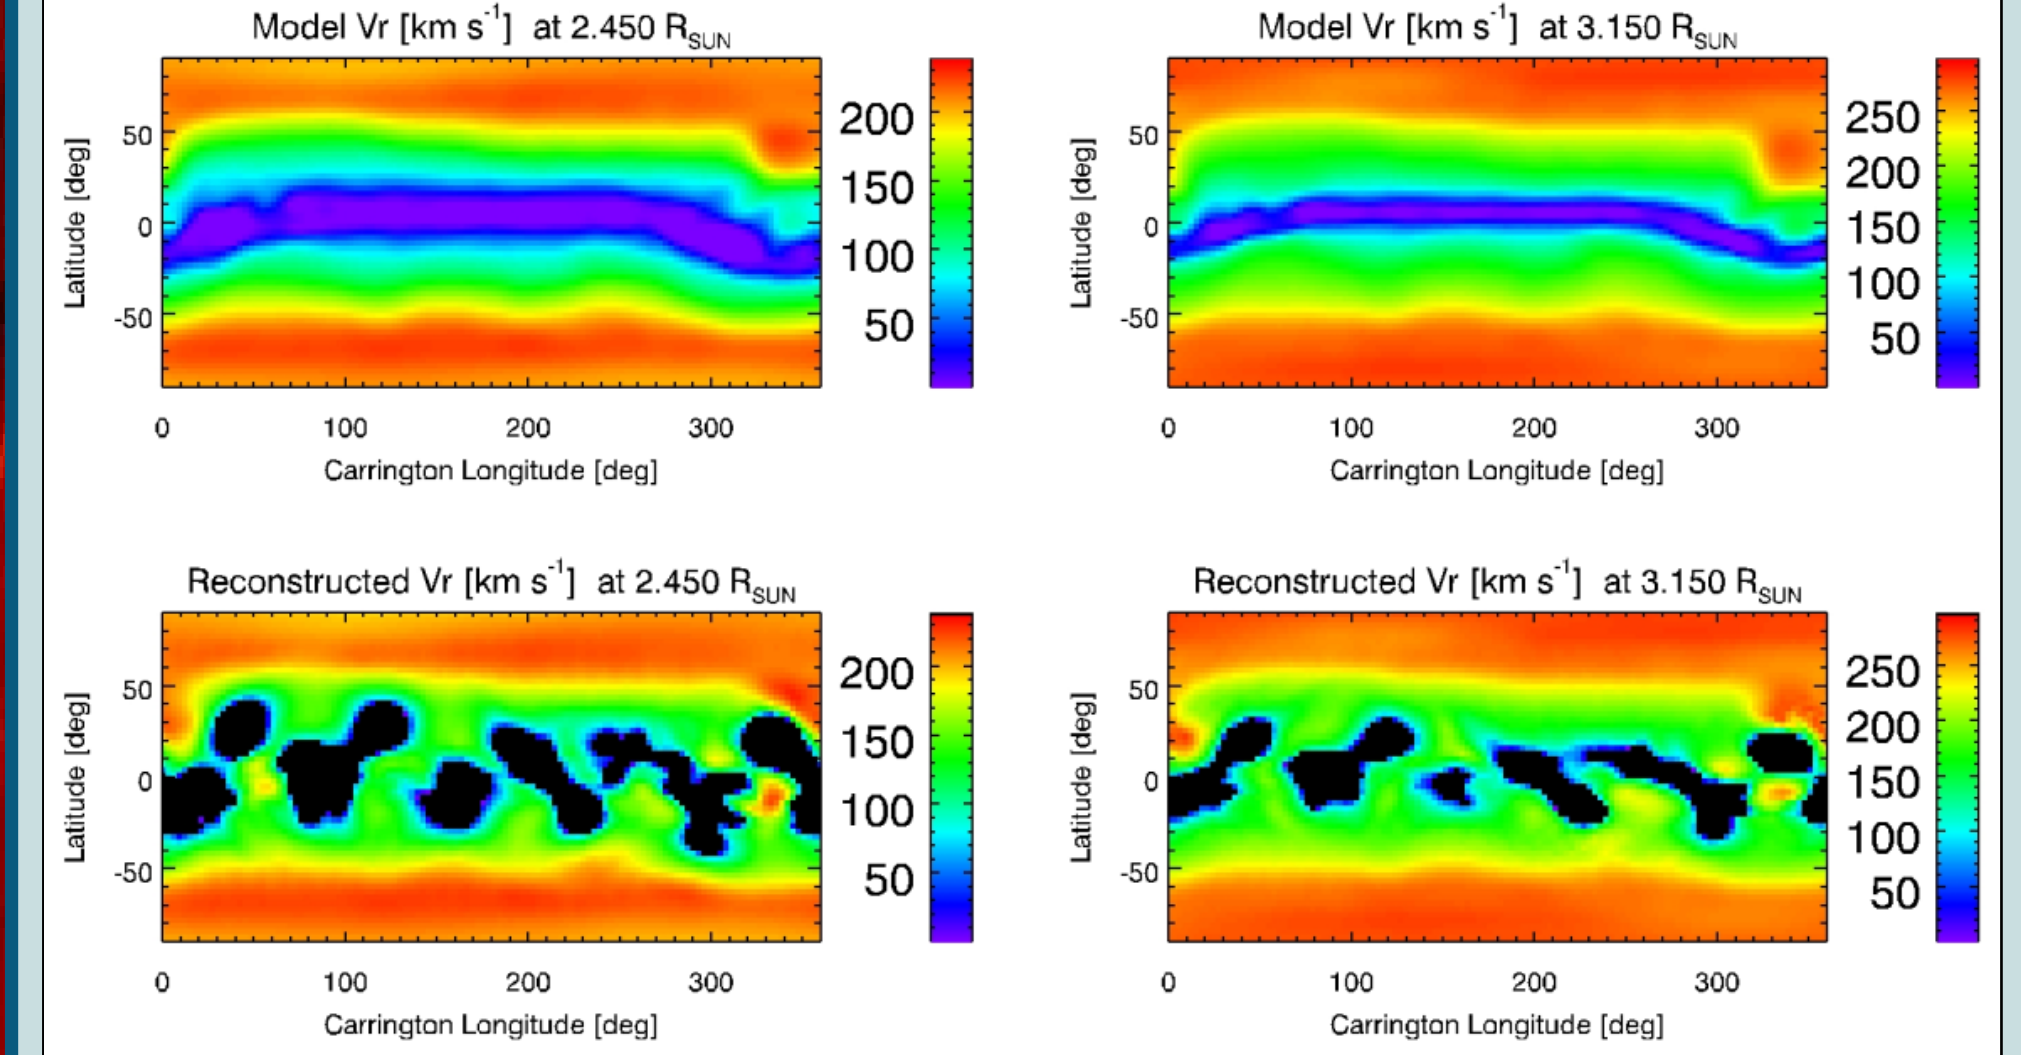 Model Vr [km s-1] at 2.450 RSUN
Latitude [deg]
50
0
-50
0 100 200 300
Carrington Longitude [deg]
200
150
100
50
Model Vr [km s-1] at 3.150 RSUN
Latitude [deg]
50
0
-50
0 100 200 300
Carrington Longitude [deg]
250
200
150
100
50
Reconstructed Vr [km s-1] at 2.450 RSUN
Latitude [deg]
50
0
-50
0 100 200 300
Carrington Longitude [deg]
200
150
100
50
Reconstructed Vr [km s-1] at 3.150 RSUN
Latitude [deg]
50
0
-50
0 100 200 300
Carrington Longitude [deg]
250
200
150
100
50